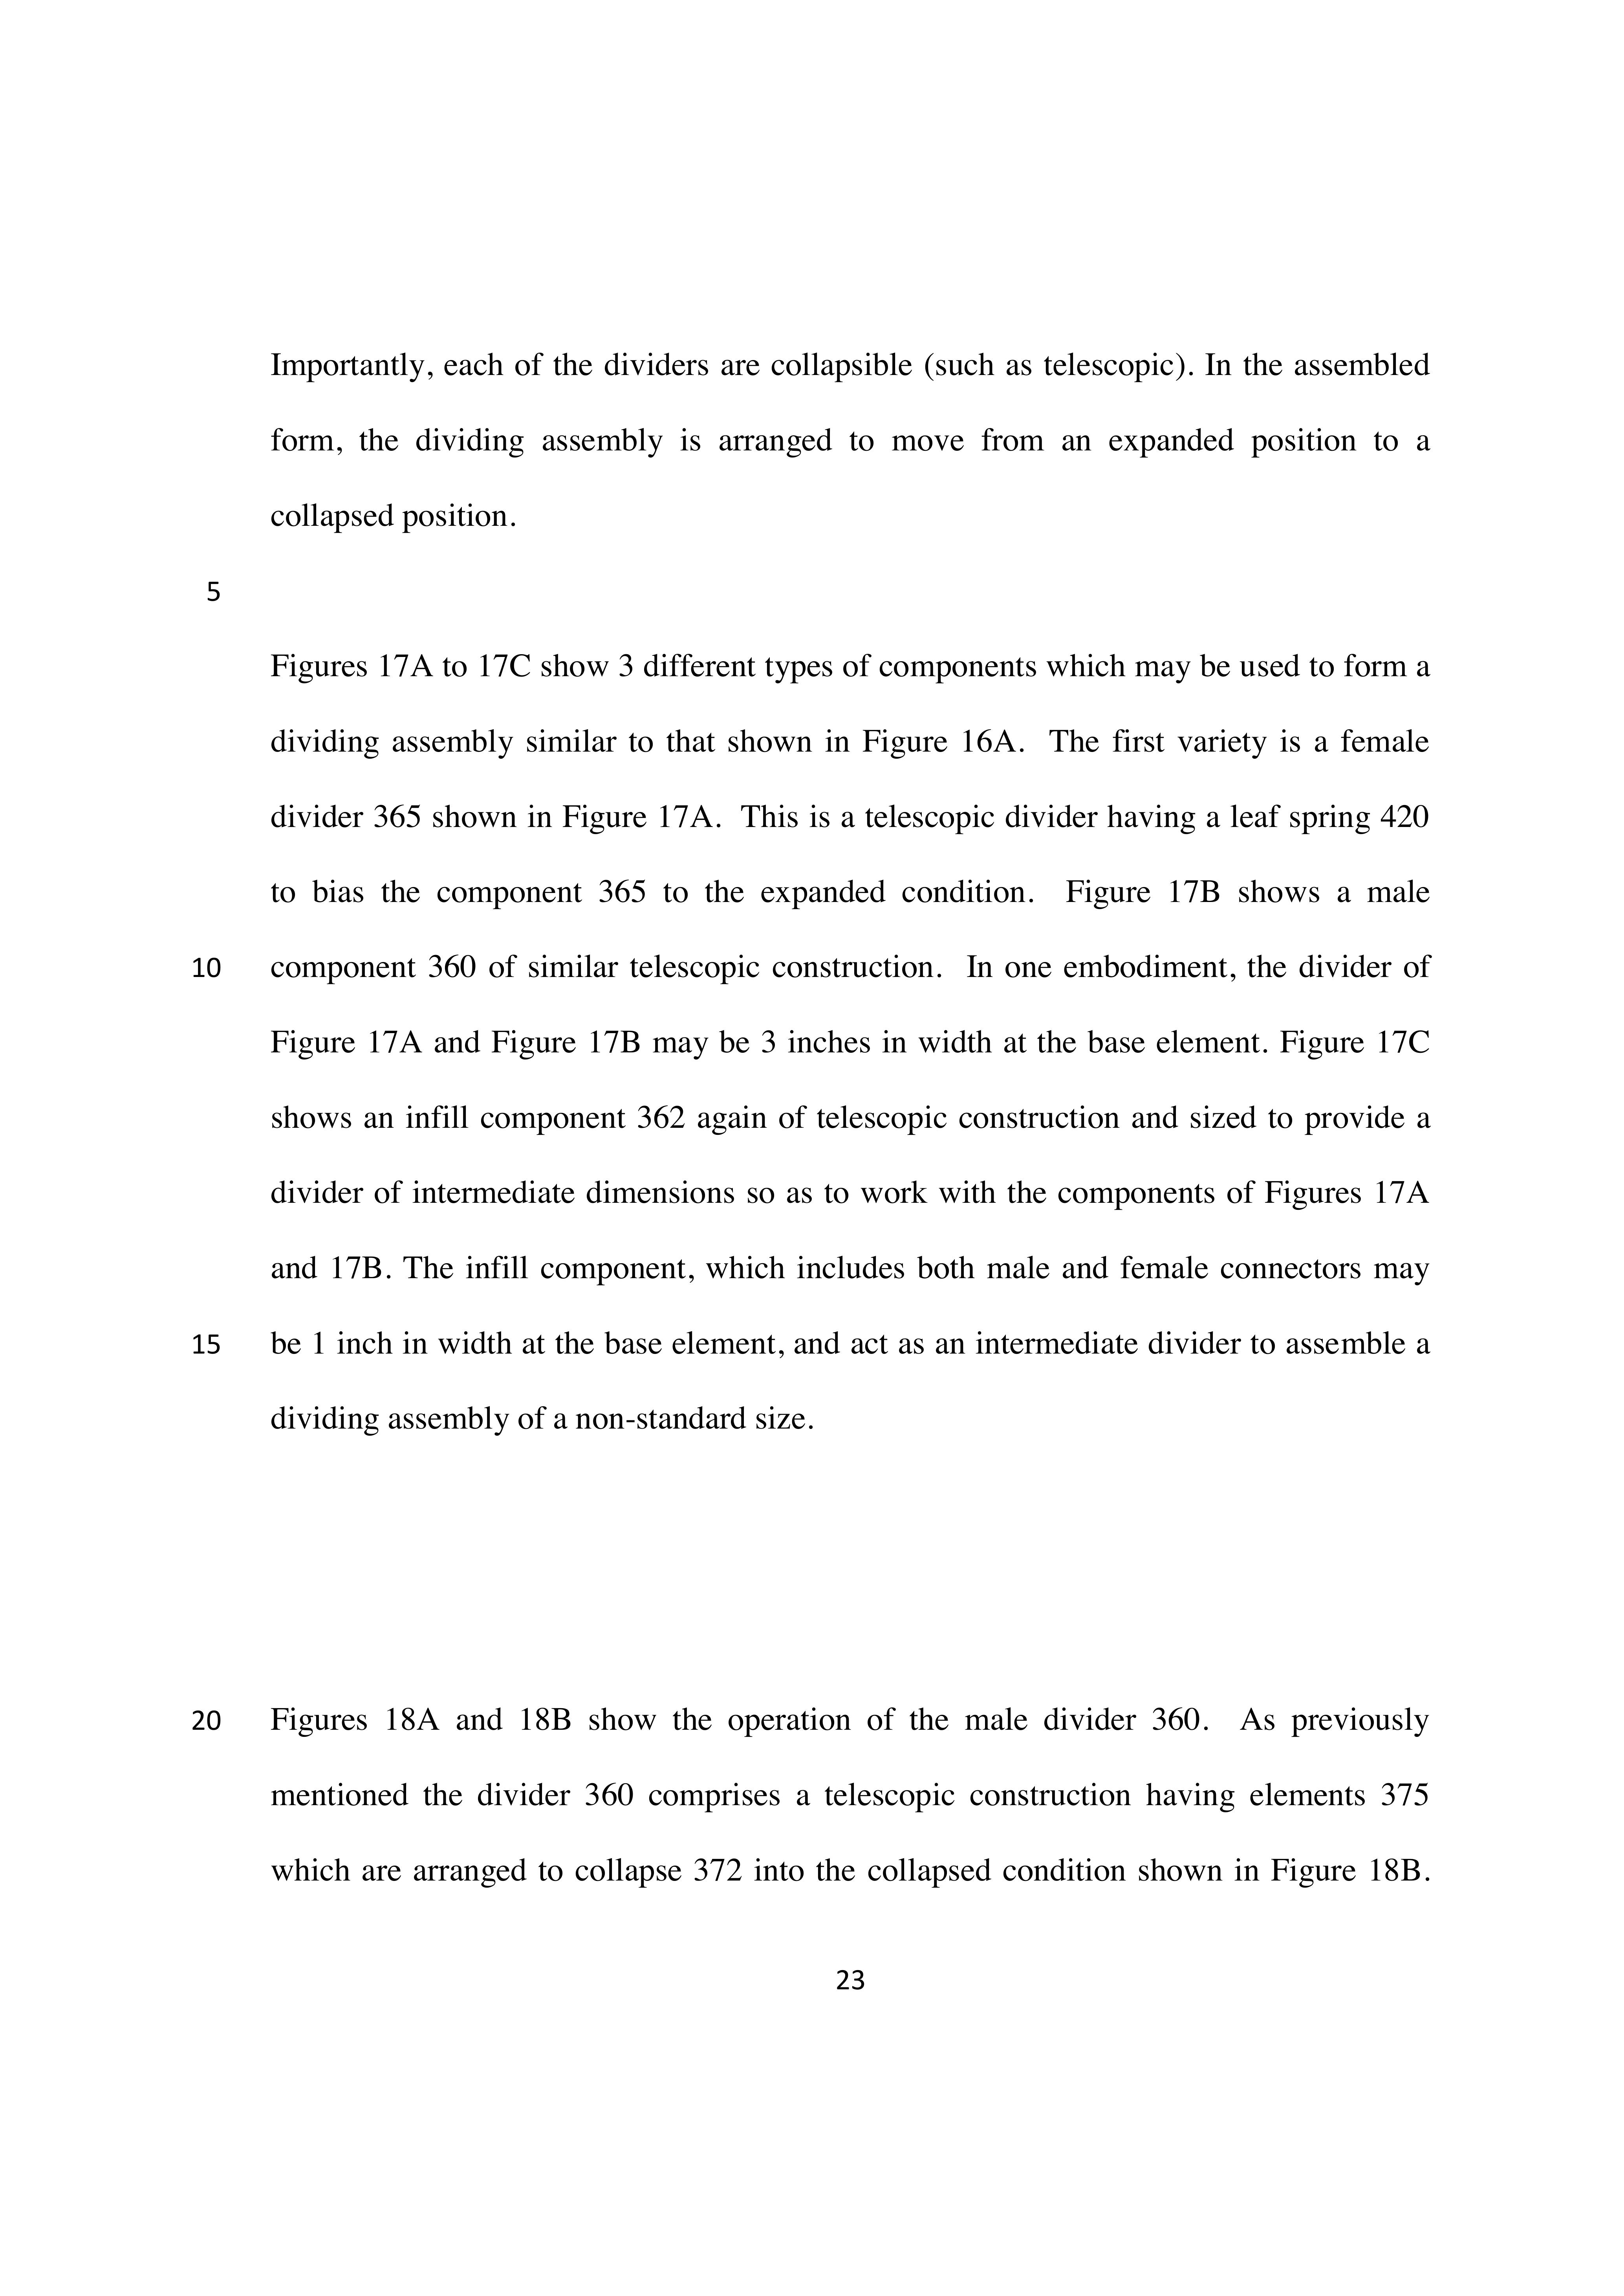 Importantly, each of the dividers are collapsible (such as telescopic). In the assembled
form, the dividing assembly is arranged to move from an expanded position to a
collapsed position.
5
Figures 17A to 17C show 3 different types of components which may be used to form a
dividing assembly similar to that shown in Figure 16A.  The first variety is a female
divider 365 shown in Figure 17A.  This is a telescopic divider having a leaf spring 420
to bias the component 365 to the expanded condition.  Figure 17B shows a male
10 component 360 of similar telescopic construction.  In one embodiment, the divider of
Figure 17A and Figure 17B may be 3 inches in width at the base element. Figure 17C
shows an infill component 362 again of telescopic construction and sized to provide a
divider of intermediate dimensions so as to work with the components of Figures 17A
and 17B. The infill component, which includes both male and female connectors may
15 be 1 inch in width at the base element, and act as an intermediate divider to assemble a
dividing assembly of a non-standard size.
20 Figures 18A and 18B show the operation of the male divider 360.  As previously
mentioned the divider 360 comprises a telescopic construction having elements 375
which are arranged to collapse 372 into the collapsed condition shown in Figure 18B.
23